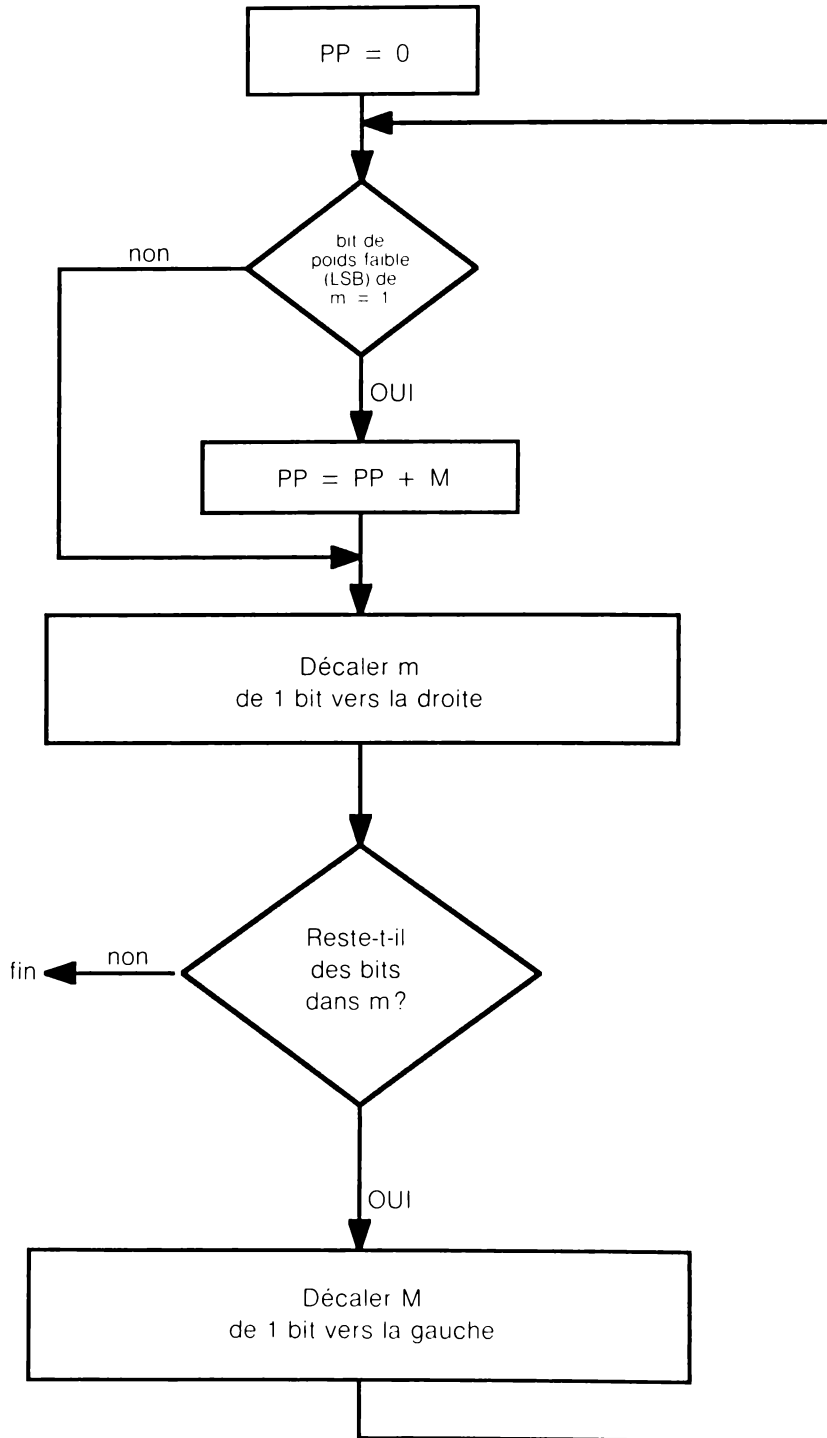 PP = 0
bit de
poids faible
(LSB) de
m = 1
non
OUI
PP = PP + M
Décaler m
de 1 bit vers la droite
Reste-t-il
des bits
dans m?
non
fin
OUI
Décaler M
de 1 bit vers la gauche